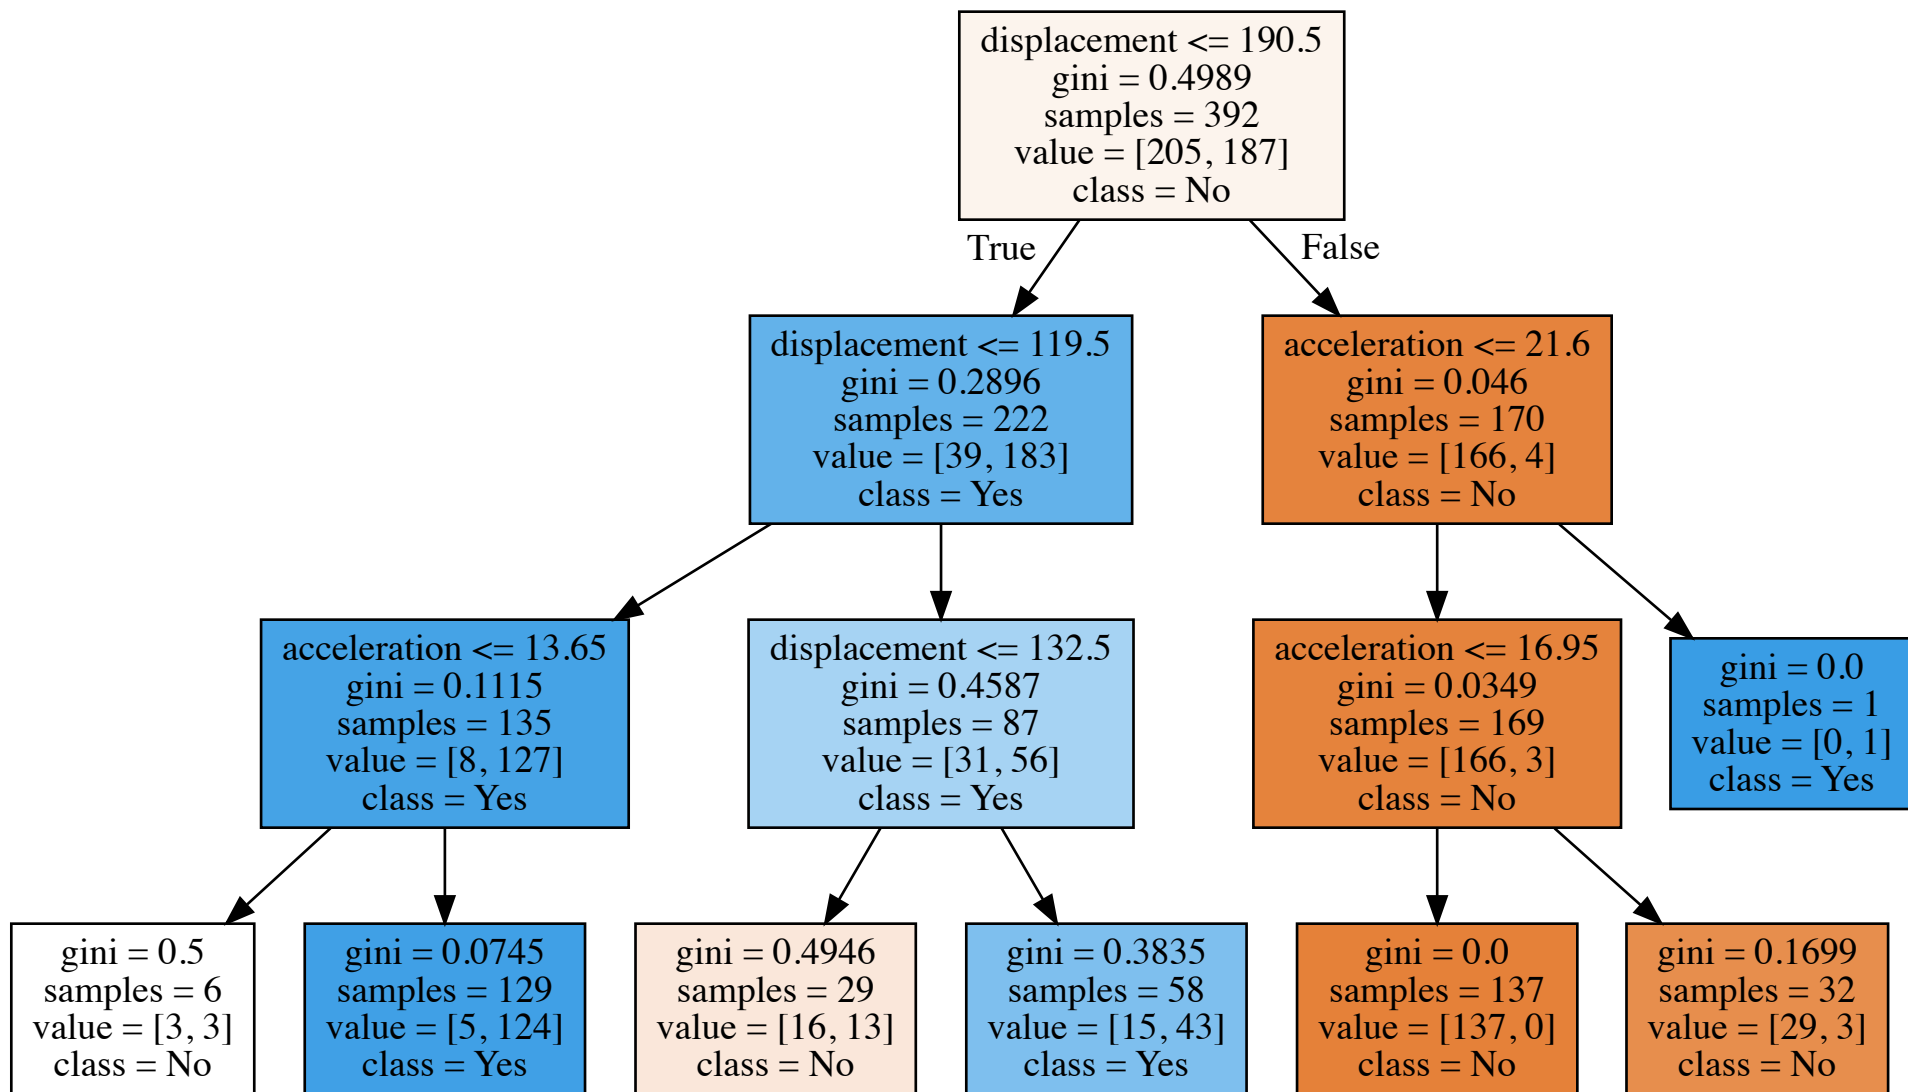 displacement <= 190.5
gini = 0.4989
samples = 392
value = [205, 187]
class = No
True
False
displacement <= 119.5
gini = 0.2896
samples = 222
value = [39, 183]
class = Yes
acceleration <= 21.6
gini = 0.046
samples = 170
value = [166, 4]
class = No
acceleration <= 13.65
gini = 0.1115
samples = 135
value = [8, 127]
class = Yes
displacement <= 132.5
gini = 0.4587
samples = 87
value = [31, 56]
class = Yes
acceleration <= 16.95
gini = 0.0349
samples = 169
value = [166, 3]
class = No
gini = 0.0
samples = 1
value = [0, 1]
class = Yes
gini = 0.5
samples = 6
value = [3, 3]
class = No
gini = 0.0745
samples = 129
value = [5, 124]
class = Yes
gini = 0.4946
samples = 29
value = [16, 13]
class = No
gini = 0.3835
samples = 58
value = [15, 43]
class = Yes
gini = 0.0
samples = 137
value = [137, 0]
class = No
gini = 0.1699
samples = 32
value = [29, 3]
class = No